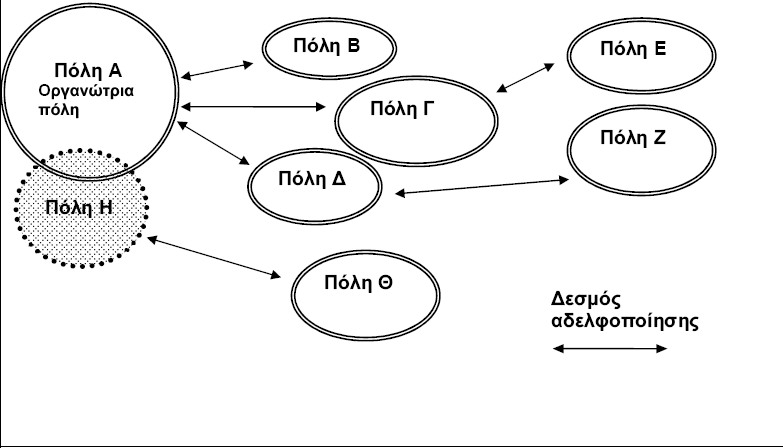 Πόλη Α
Οργανώτρια
πόλη
Πόλη Β
Πόλη Γ
Πόλη Δ
Πόλη Ε
Πόλη Ζ
Πόλη Η
Πόλη Θ
Δεσμός
αδελφοποίησης